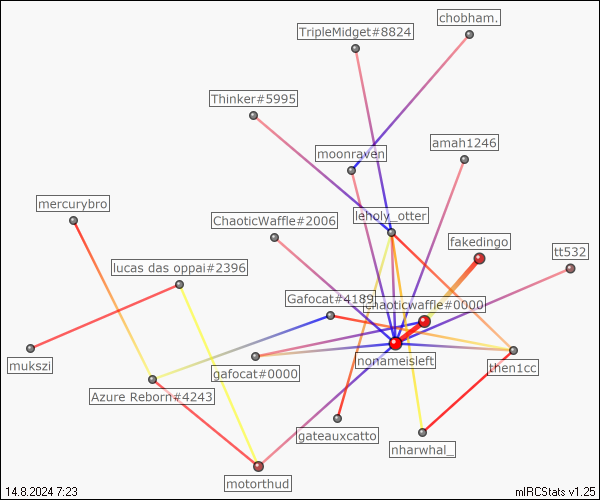 chobham.
TripleMidget#8824
Thinker#5995
amah1246
moonraven
mercurybro
leholy_otter
ChaoticWaffle#2006
fakedingo
tt532
lucas das oppai#2396
Gafocat#4189
chaoticwaffle#0000
nonameisleft
mukszi
gafocat#0000
then1cc
Azure Reborn#4243
gateauxcatto
nharwhal_
motorthud
14.8.2024 7:23
mIRCStats v1.25